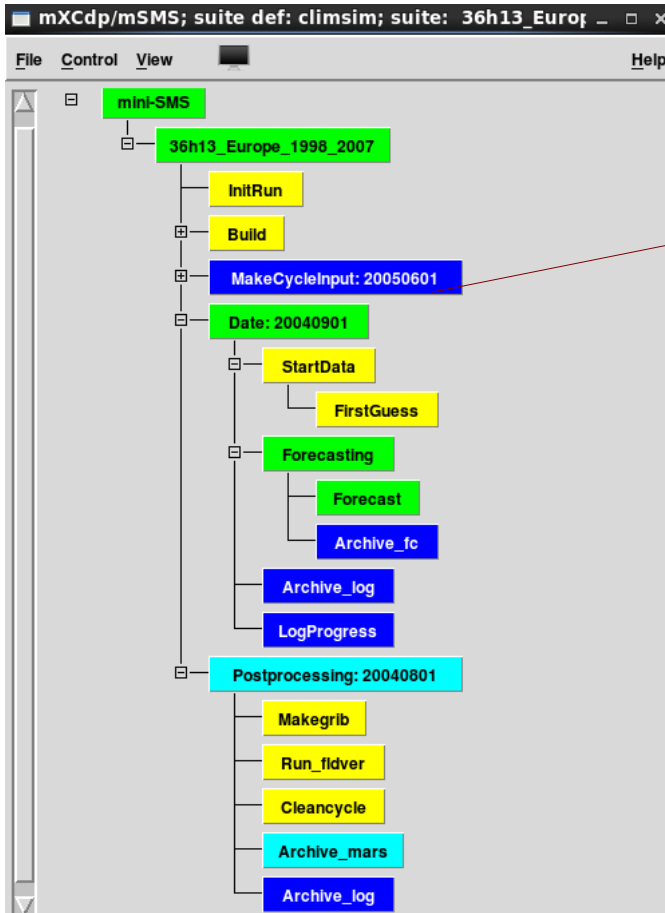 mXCdp/mSMS; suite def: climsim; suite: 36h13_Europ
File Control View Help
mini-SMS
36h13_Europe_1998_2007
InitRun
Build
MakeCycleInput: 20050601
Date: 20040901
StartData
FirstGuess
Forecasting
Forecast
Archive_fc
Archive_log
LogProgress
Postprocessing: 20040801
Makegrib
Run_fldver
Cleancycle
Archive_mars
Archive_log